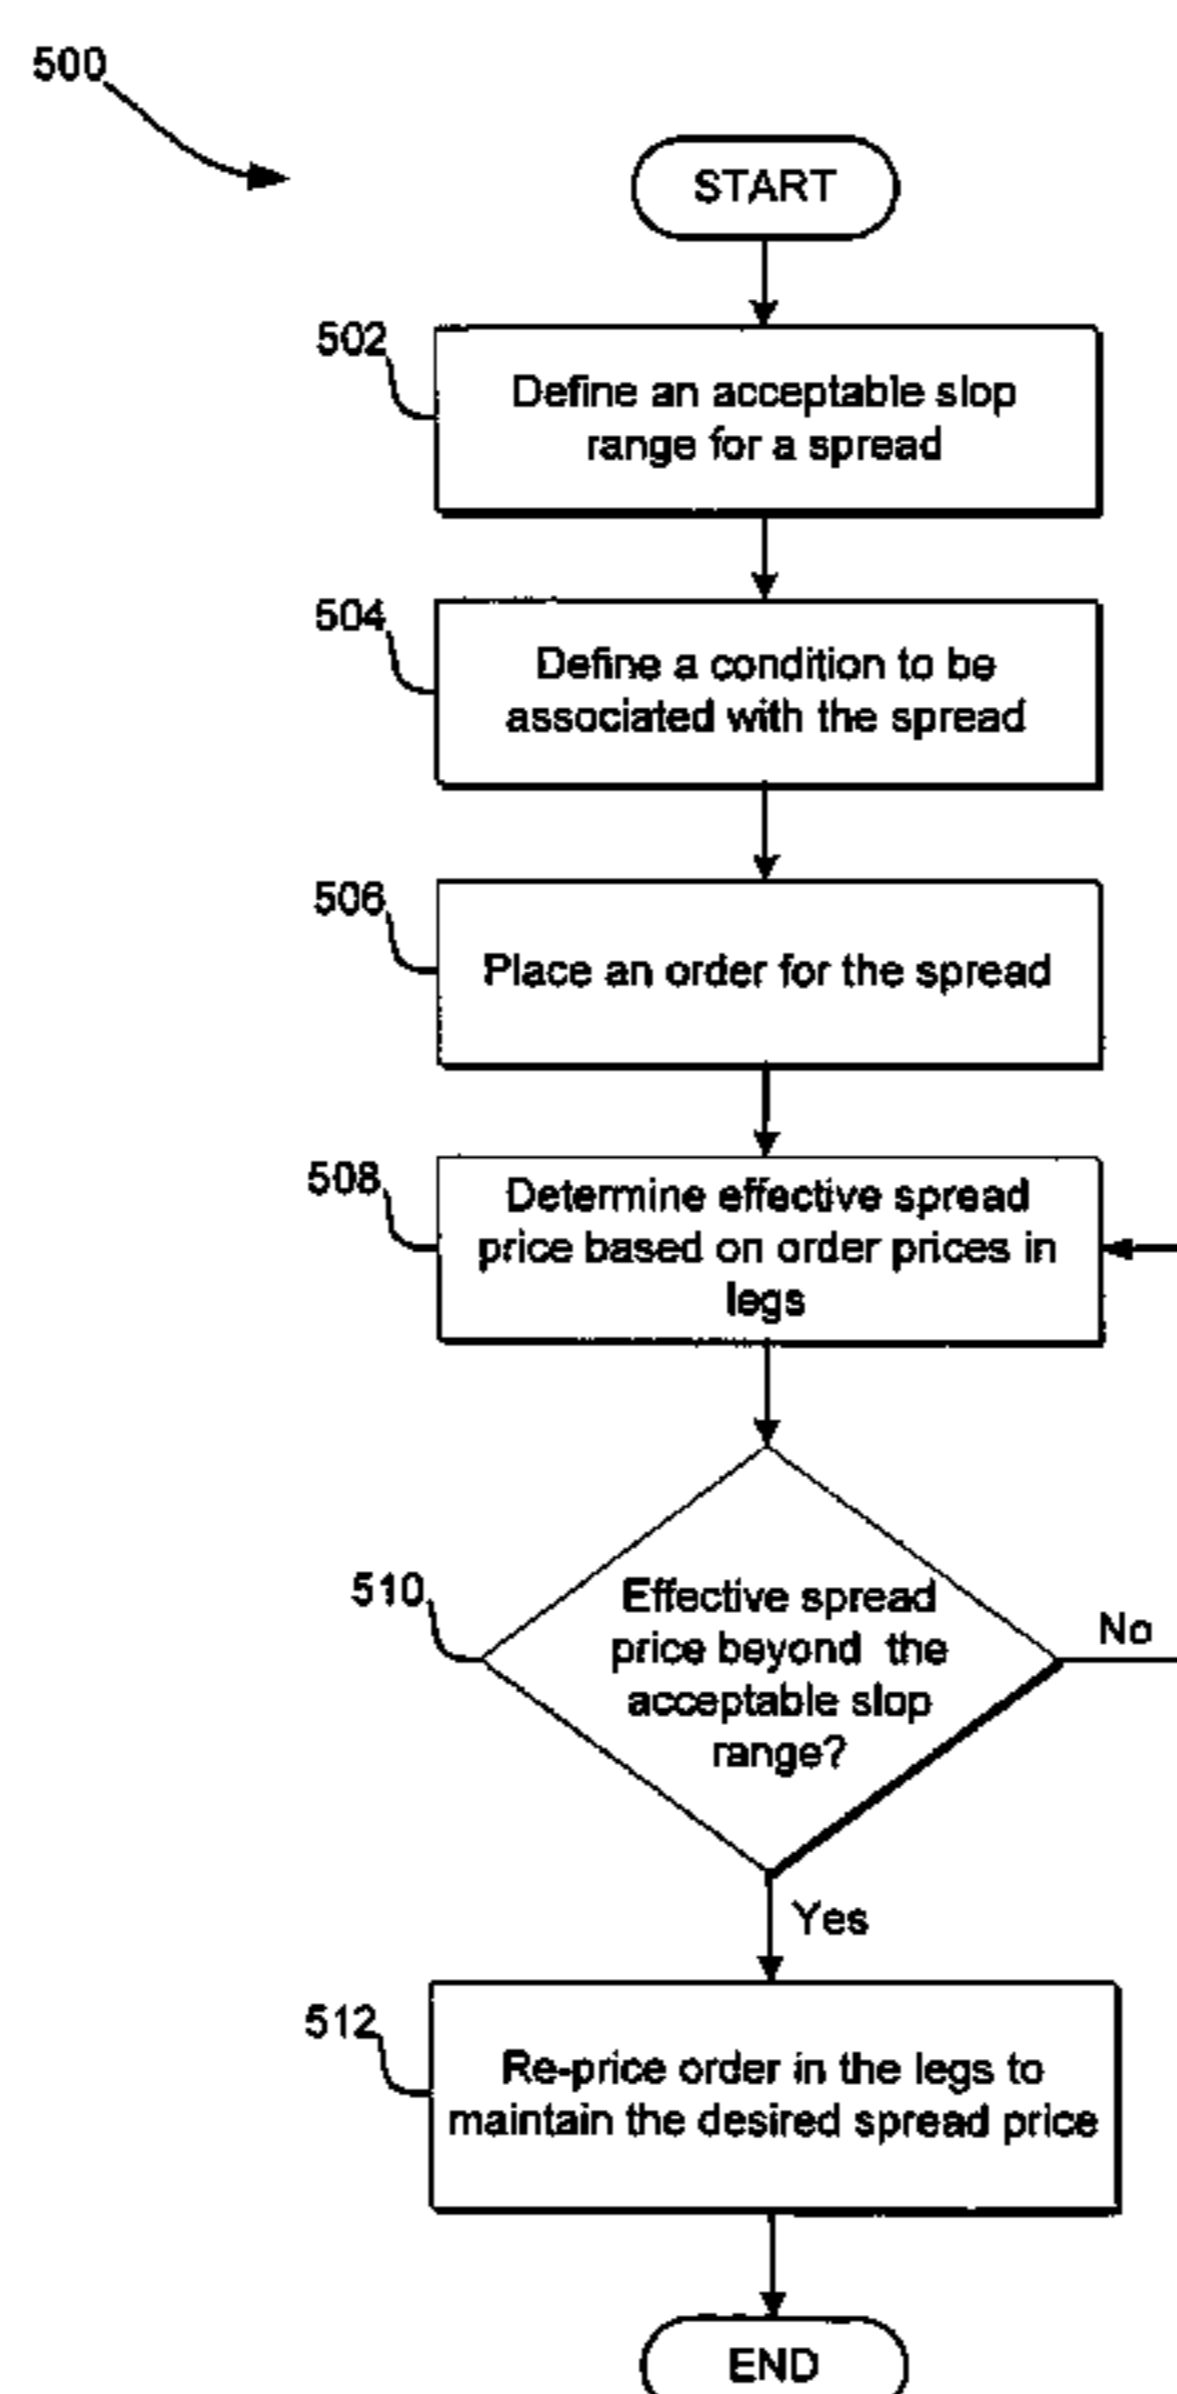 500
START
502
Define an acceptable slop
range for a spread
504
Define a condition to be
associated with the spread
506
Place an order for the spread
508
Determine effective spread
price based on order prices in
legs
510
Effective spread
price beyond the
acceptable slop
range?
No
Yes
512
Re-price order in the legs to
maintain the desired spread price
END